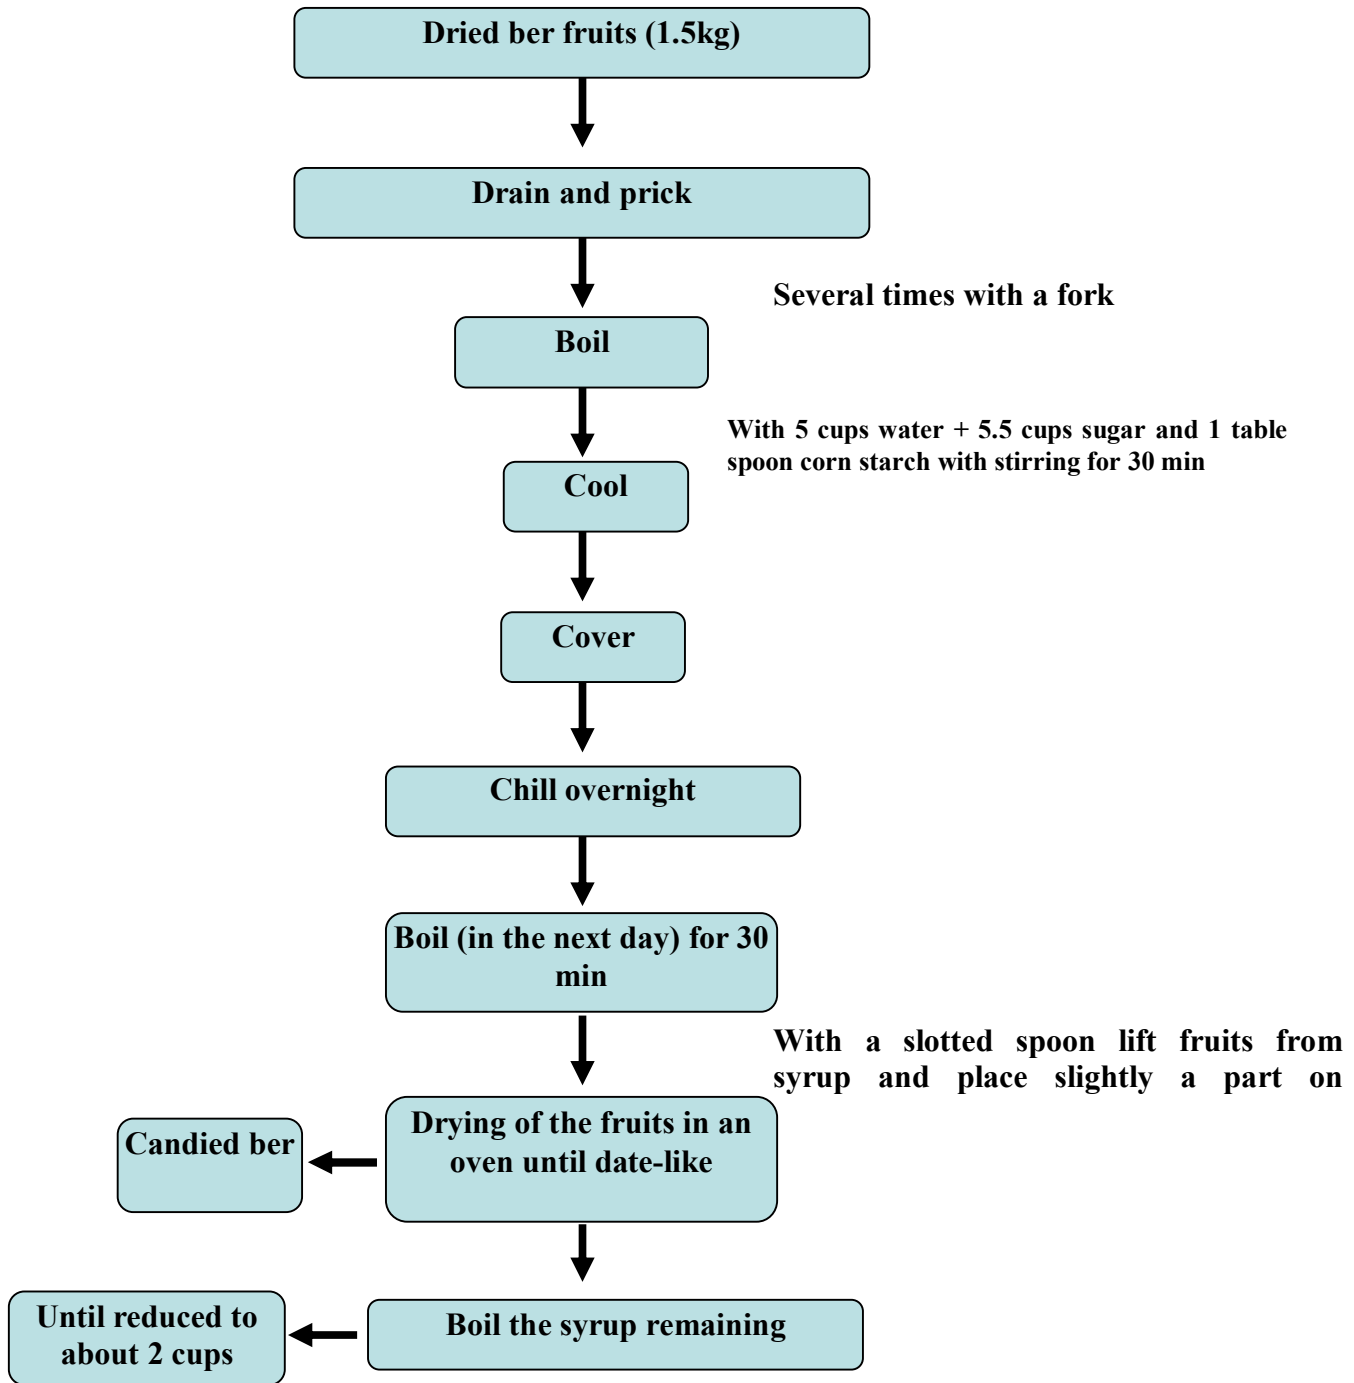 Dried ber fruits (1.5kg)
Drain and prick
Several times with a fork
Boil
With 5 cups water + 5.5 cups sugar and 1 table
spoon corn starch with stirring for 30 min
Cool
Cover
Chill overnight
Boil (in the next day) for 30
min
With a slotted spoon lift fruits from
syrup and place slightly a part on
Drying of the fruits in an
oven until date-like
Candied ber
Boil the syrup remaining
Until reduced to
about 2 cups